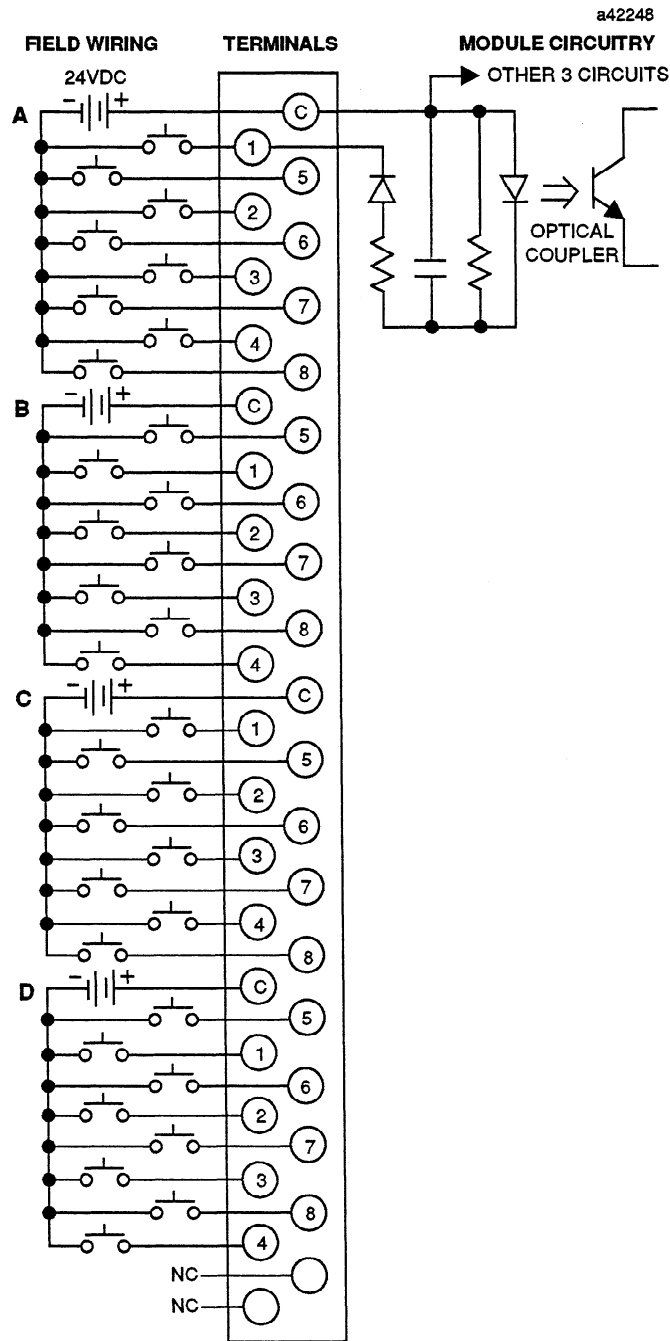 a42248
FIELD WIRING TERMINALS MODULE CIRCUITRY
24VDC OTHER 3 CIRCUITS
A - + C
1
5
2
6
OPTICAL
COUPLER
3
7
4
8
B - + C
5
1
6
2
7
3
8
4
C - + C
1
5
2
6
3
7
4
8
D - + C
5
1
6
2
7
3
8
4
NC
NC